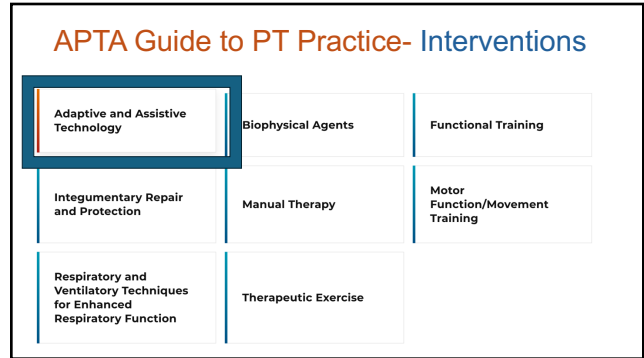 APTA Guide to PT Practice- Interventions
Adaptive and Assistive
Technology
Biophysical Agents
Functional Training
Integumentary Repair
and Protection
Manual Therapy
Motor
Function/Movement
Training
Respiratory and
Ventilatory Techniques
for Enhanced
Respiratory Function
Therapeutic Exercise